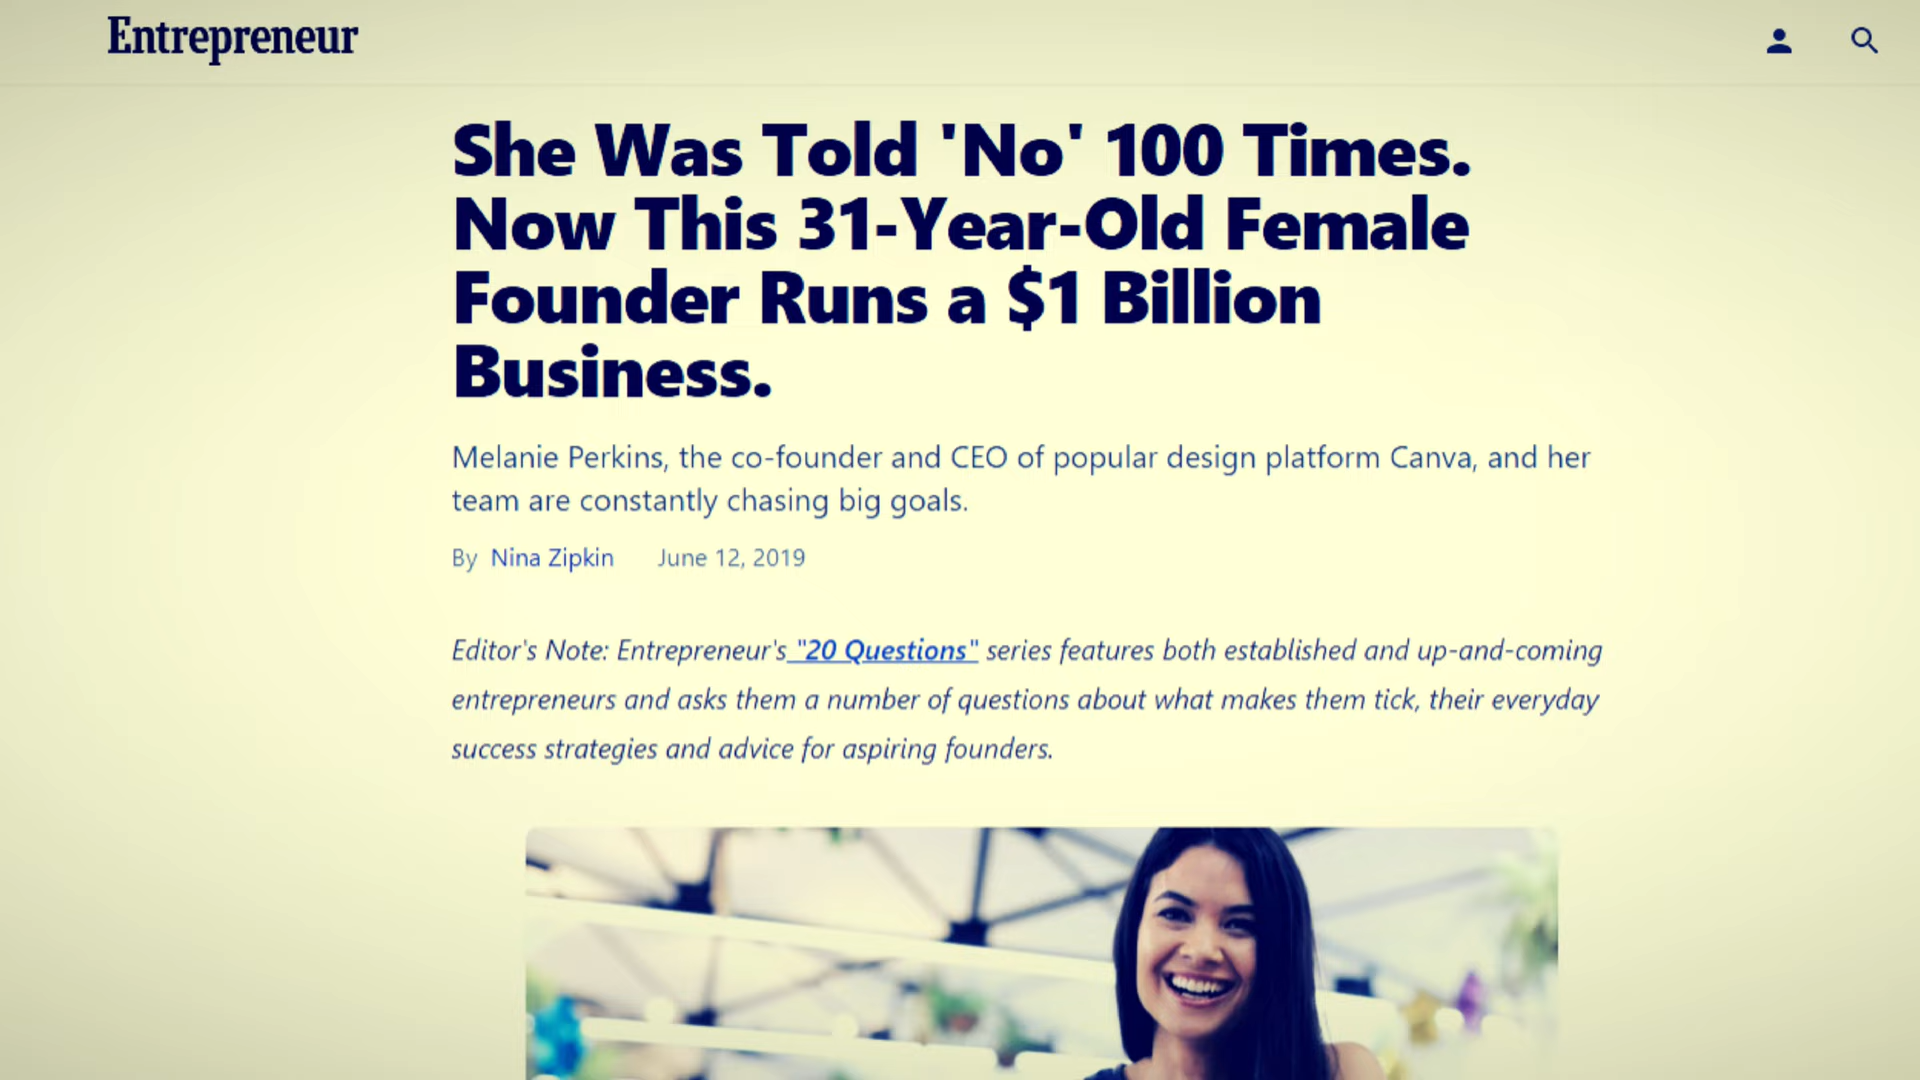 Entrepreneur
She Was Told 'No' 100 Times.
Now This 31-Year-Old Female
Founder Runs a $1 Billion
Business.
Melanie Perkins, the co-founder and CEO of popular design platform Canva, and her
team are constantly chasing big goals.
By Nina Zipkin June 12, 2019
Editor's Note: Entrepreneur's "20 Questions" series features both established and up-and-coming
entrepreneurs and asks them a number of questions about what makes them tick, their everyday
success strategies and advice for aspiring founders.